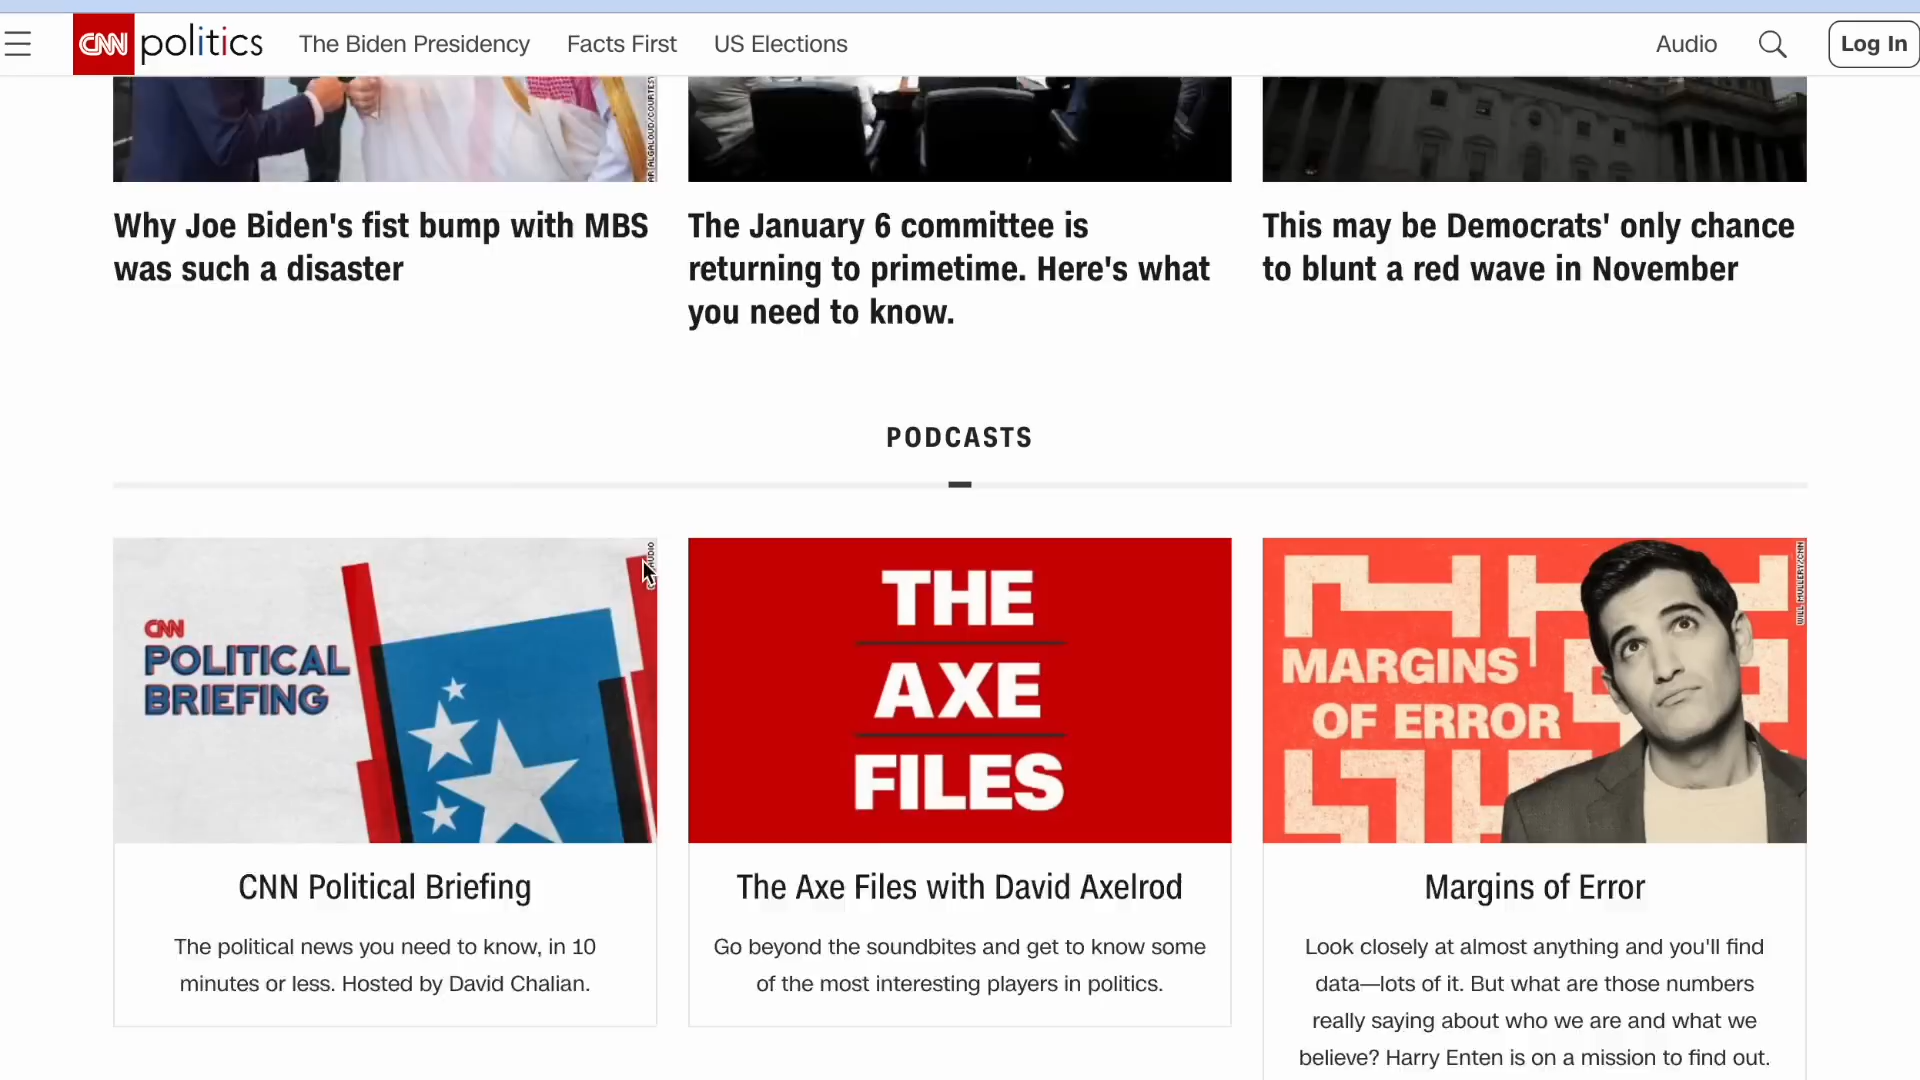 CNN politics The Biden Presidency Facts First US Elections Audio Log In
Why Joe Biden's fist bump with MBS
was such a disaster
The January 6 committee is
returning to primetime. Here's what
you need to know.
This may be Democrats' only chance
to blunt a red wave in November
PODCASTS
CNN
POLITICAL
BRIEFING
CNN Political Briefing
The political news you need to know, in 10
minutes or less. Hosted by David Chalian.
THE
AXE
FILES
The Axe Files with David Axelrod
Go beyond the soundbites and get to know some
of the most interesting players in politics.
MARGINS
OF ERROR
WILL MULLERY/CNN
Margins of Error
Look closely at almost anything and you'll find
data—lots of it. But what are those numbers
really saying about who we are and what we
believe? Harry Enten is on a mission to find out.